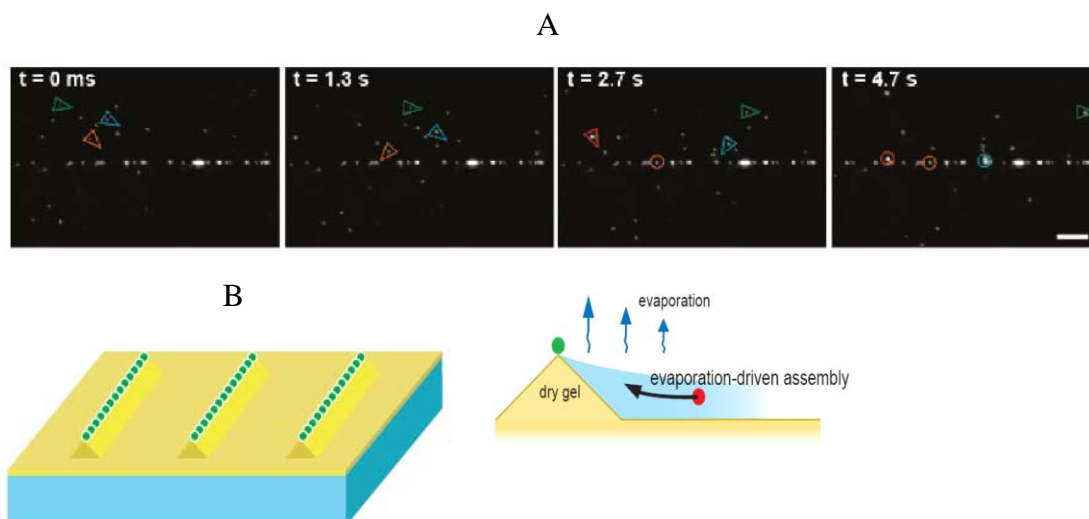 A
t = 0 ms
t = 1.3 s
t = 2.7 s
t = 4.7 s
B
evaporation
evaporation-driven assembly
dry gel